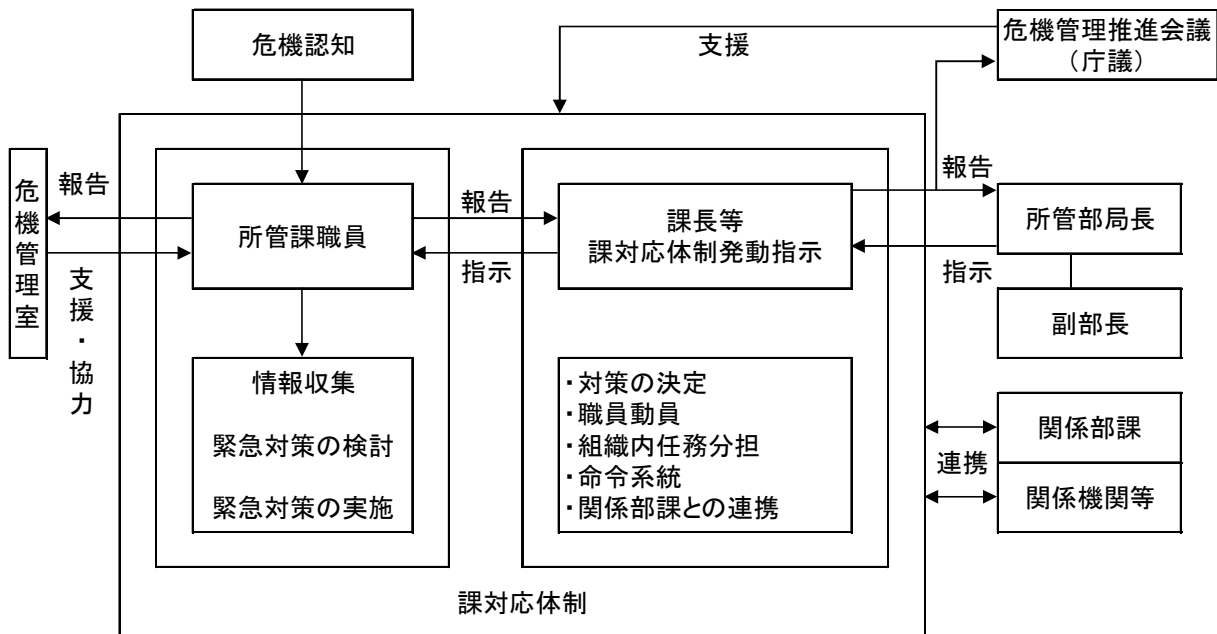 危機認知
支援
危機管理推進会議
（庁議）
危機管理室
報告
支援・協力
所管課職員
報告
指示
課長等
課対応体制発動指示
報告
指示
所管部局長
副部長
情報収集
緊急対策の検討
緊急対策の実施
・対策の決定
・職員動員
・組織内任務分担
・命令系統
・関係部課との連携
関係部課
連携
関係機関等
課対応体制